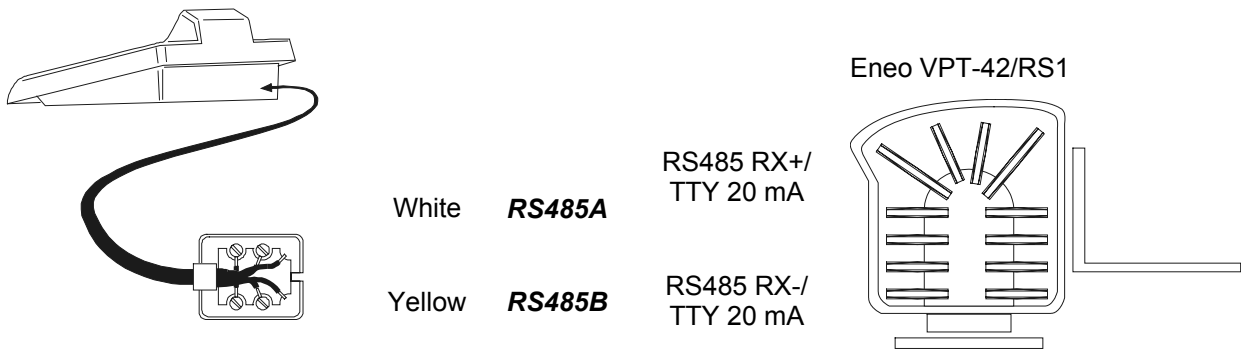 Eneo VPT-42/RS1
White RS485A RS485 RX+/
TTY 20 mA
Yellow RS485B RS485 RX-/
TTY 20 mA